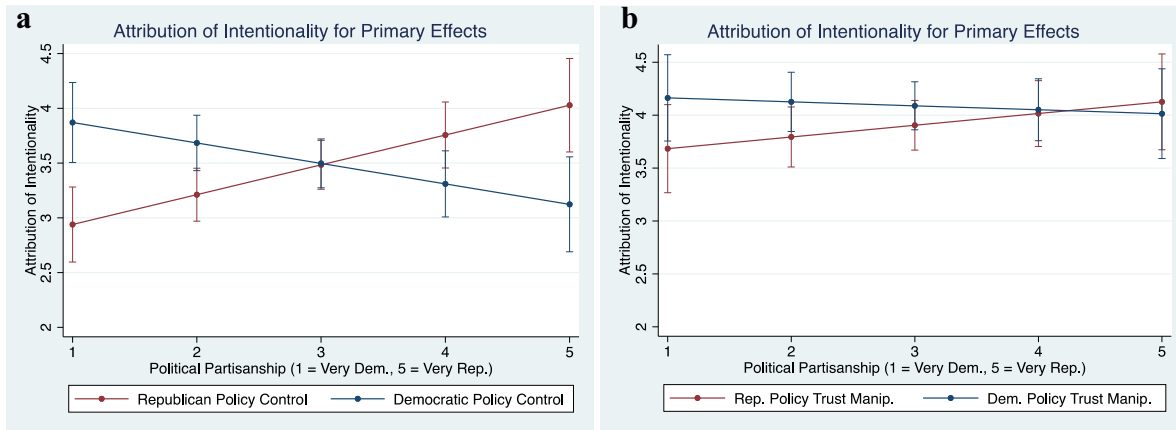 a
Attribution of Intentionality for Primary Effects
Attribution of Intentionality
4.5
4
3.5
3
2.5
2
1 2 3 4 5
Political Partisanship (1 = Very Dem., 5 = Very Rep.)
Republican Policy Control Democratic Policy Control
b
Attribution of Intentionality for Primary Effects
Attribution of Intentionality
4.5
4
3.5
3
2.5
2
1 2 3 4 5
Political Partisanship (1 = Very Dem., 5 = Very Rep.)
Rep. Policy Trust Manip. Dem. Policy Trust Manip.